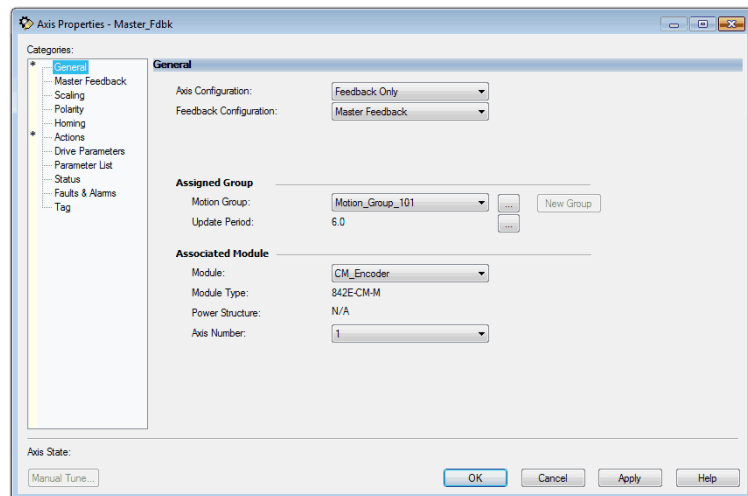 Axis Properties - Master_Fdbk
Categories:
* General
Master Feedback
Scaling
Polarity
Homing
* Actions
Drive Parameters
Parameter List
Status
Faults & Alarms
Tag
General
Axis Configuration: Feedback Only
Feedback Configuration: Master Feedback
Assigned Group
Motion Group: Motion_Group_101 ... New Group
Update Period: 6.0 ...
Associated Module
Module: CM_Encoder
Module Type: 842E-CM-M
Power Structure: N/A
Axis Number: 1
Axis State:
Manual Tune... OK Cancel Apply Help